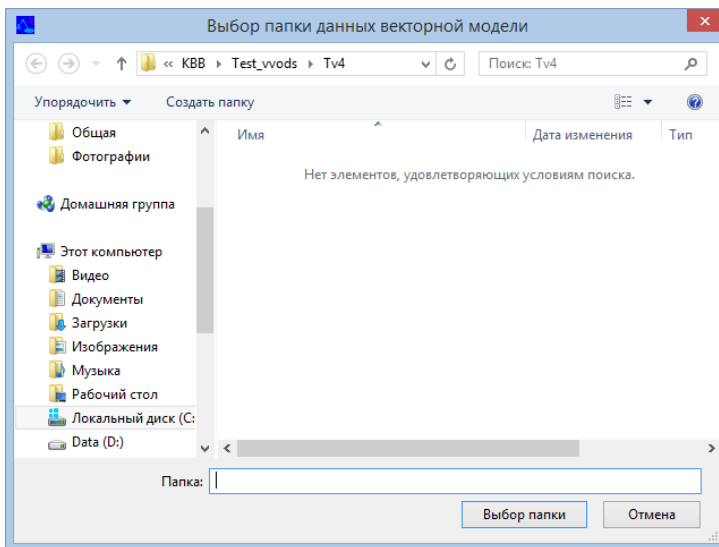 Выбор папки данных векторной модели
« KBB Test_vvods Tv4
Поиск: Tv4
Упорядочить Создать папку
Имя Дата изменения Тип
Нет элементов, удовлетворяющих условиям поиска.
Общая
Фотографии
Домашняя группа
Этот компьютер
Видео
Документы
Загрузки
Изображения
Музыка
Рабочий стол
Локальный диск (C:
Data (D:)
Папка:
Выбор папки Отмена